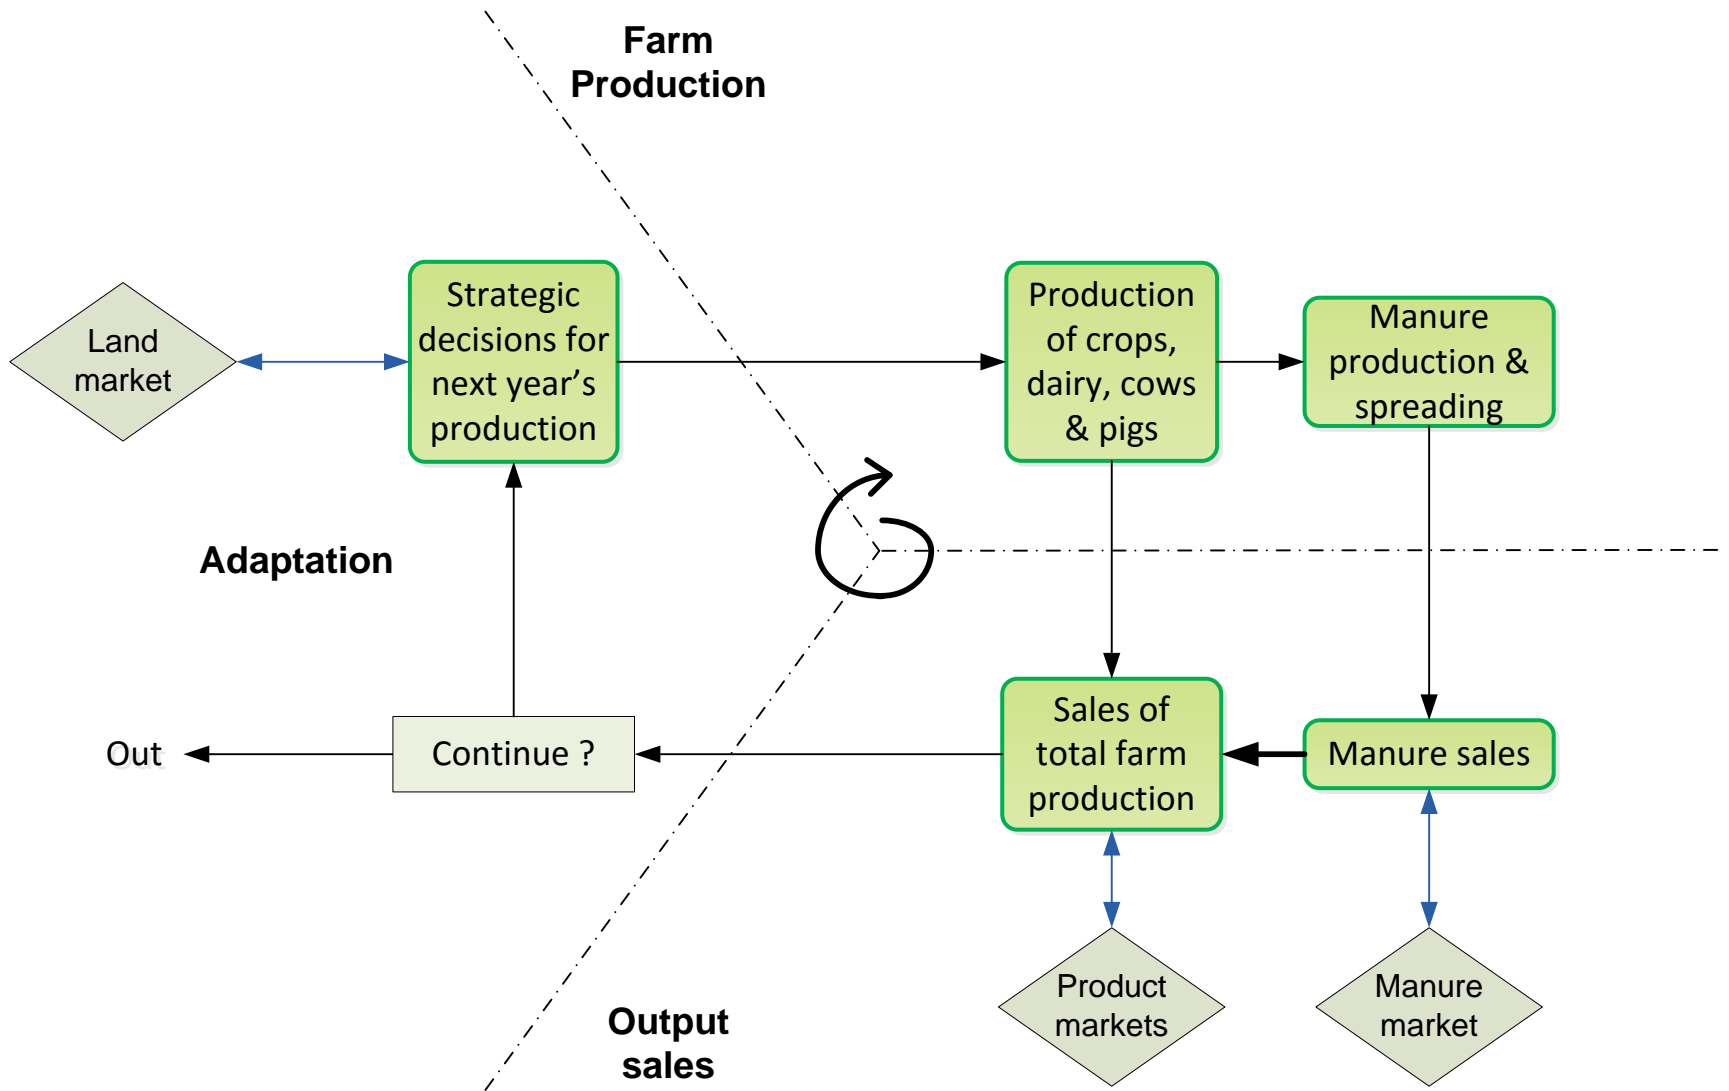 Farm
Production
Land
market
Strategic
decisions for
next year’s
production
Production
of crops,
dairy, cows
& pigs
Manure
production &
spreading
Adaptation
Out
Continue ?
Sales of
total farm
production
Manure sales
Product
markets
Manure
market
Output
sales